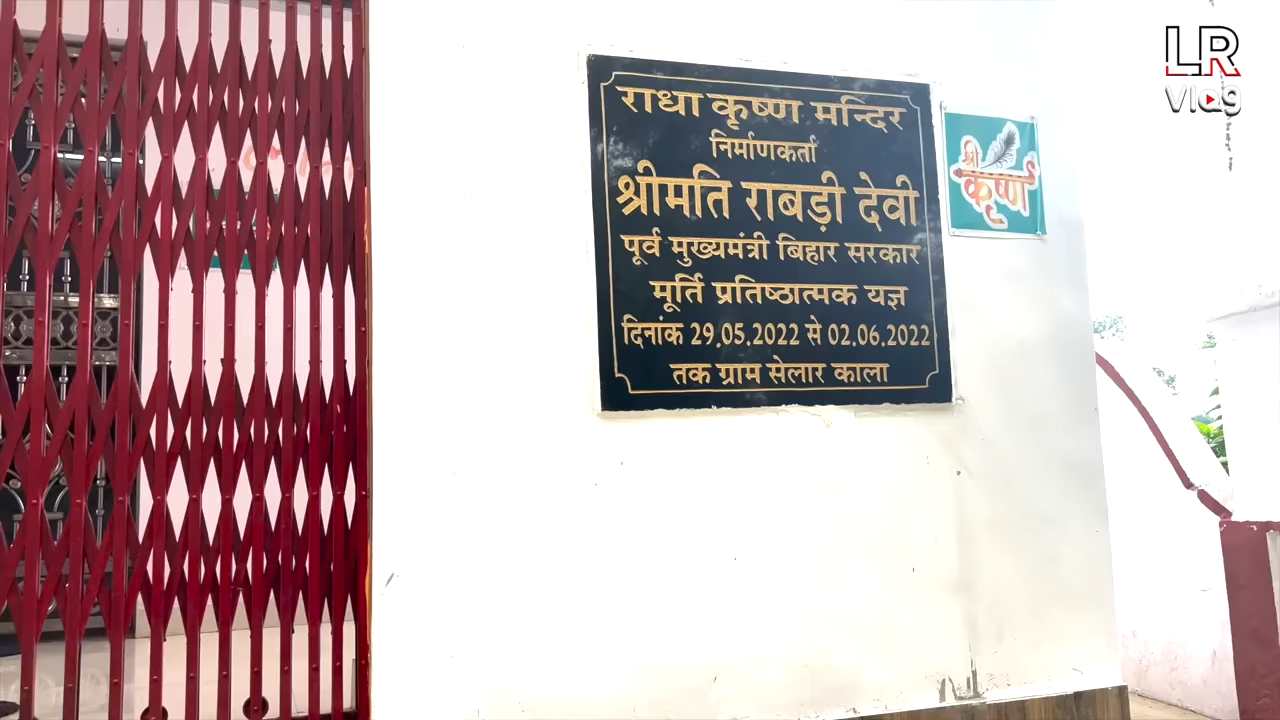 राधा कृष्ण मन्दिर
निर्माणकर्ता
श्रीमति राबड़ी देवी
पूर्व मुख्यमंत्री बिहार सरकार
मूर्ति प्रतिष्ठात्मक यज्ञ
दिनांक 29.05.2022 से 02.06.2022
तक ग्राम सेलार काला
श्री
कृष्ण
LR
Vlog